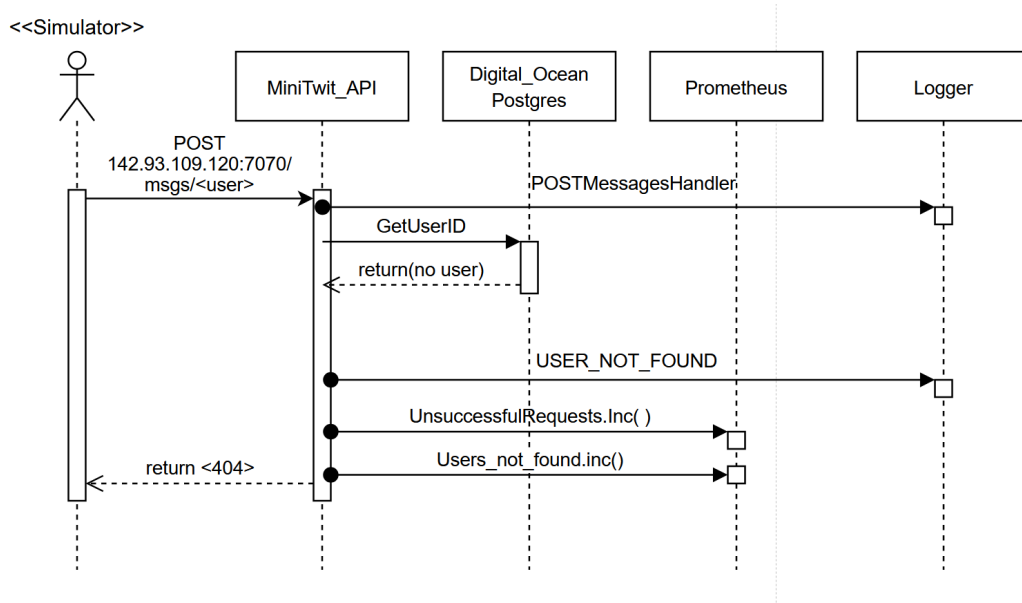 <<Simulator>>
MiniTwit_API
Digital_Ocean
Postgres
Prometheus
Logger
POST
142.93.109.120:7070/
msgs/<user>
POSTMessagesHandler
GetUserID
return(no user)
USER_NOT_FOUND
UnsuccessfulRequests.Inc( )
Users_not_found.inc()
return <404>